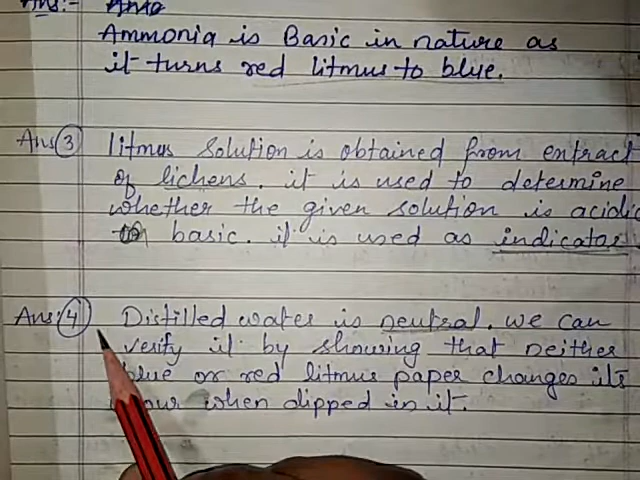 Ans:-
Ammonia is Basic in nature as
it turns red litmus to blue.
Ans 3 litmus solution is obtained from extract
of lichens. it is used to determine
whether the given solution is acidic
or basic. it is used as indicator
Ans: 4 Distilled water is neutral. we can
verify it by showing that neither
blue or red litmus paper changes its
when dipped in it.